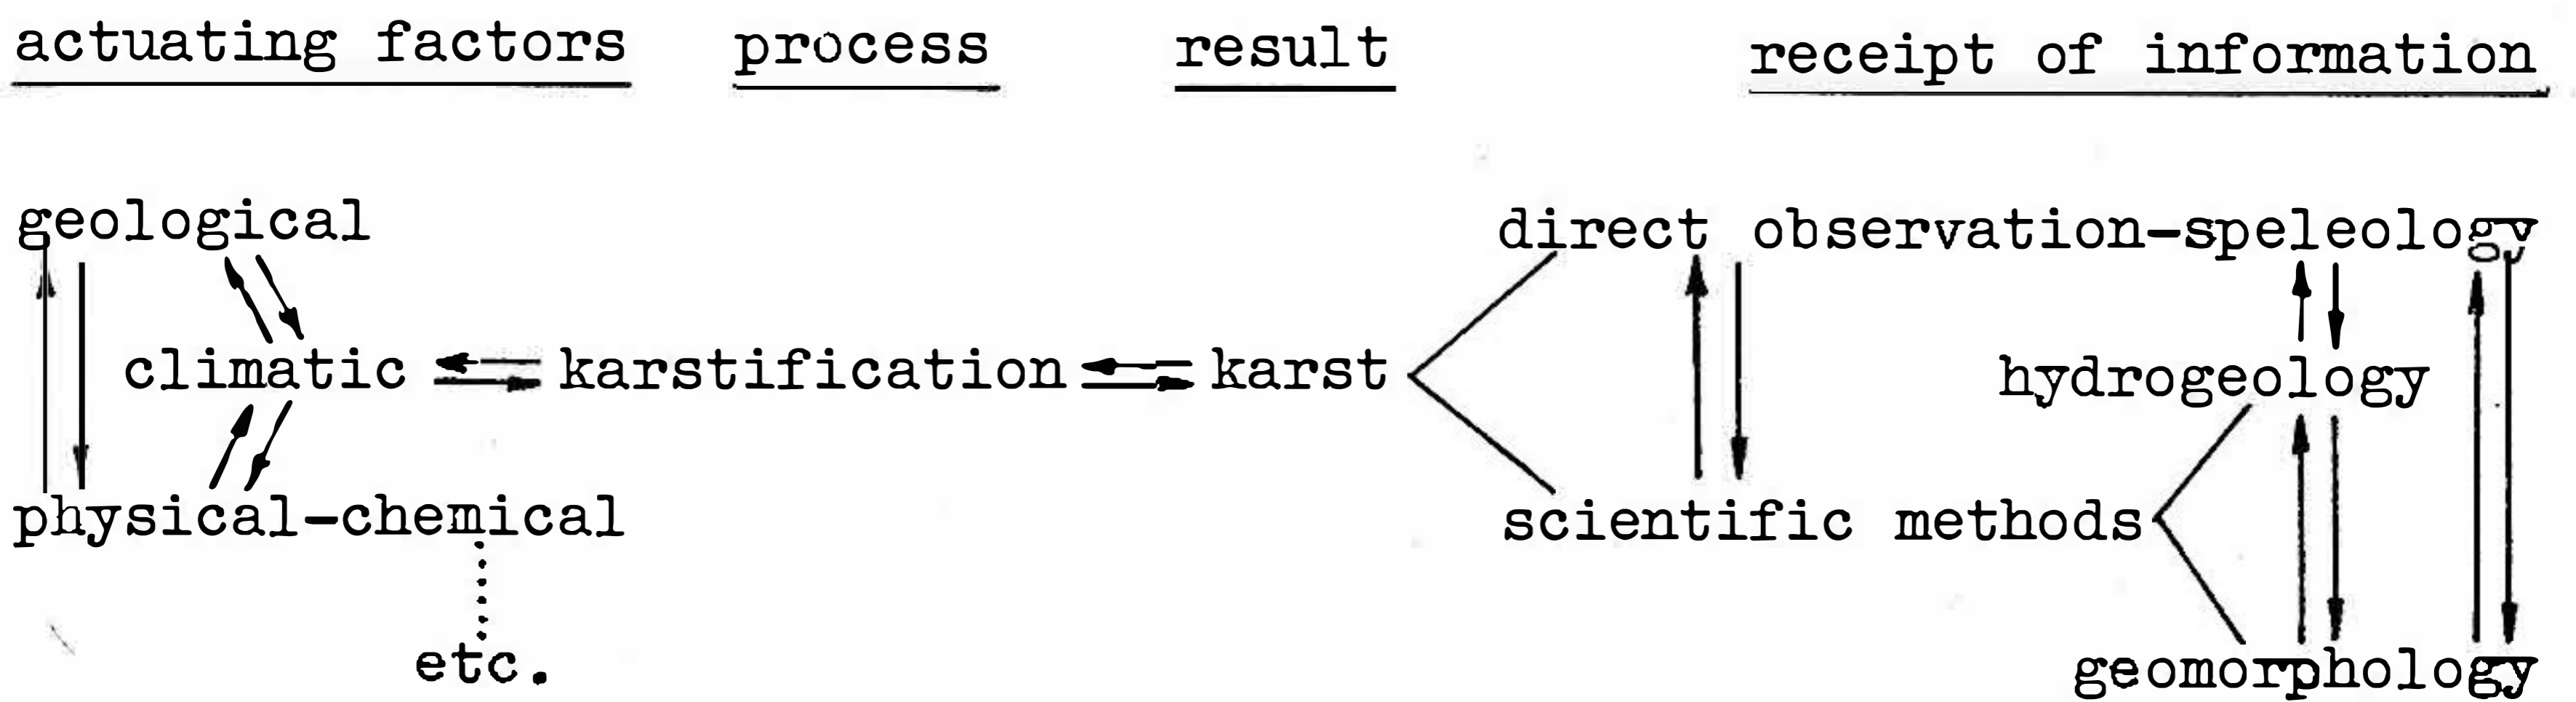 actuating factors process result receipt of information
geological direct observation-speleology
climatic karstification karst hydrogeology
physical-chemical scientific methods
etc. geomorphology